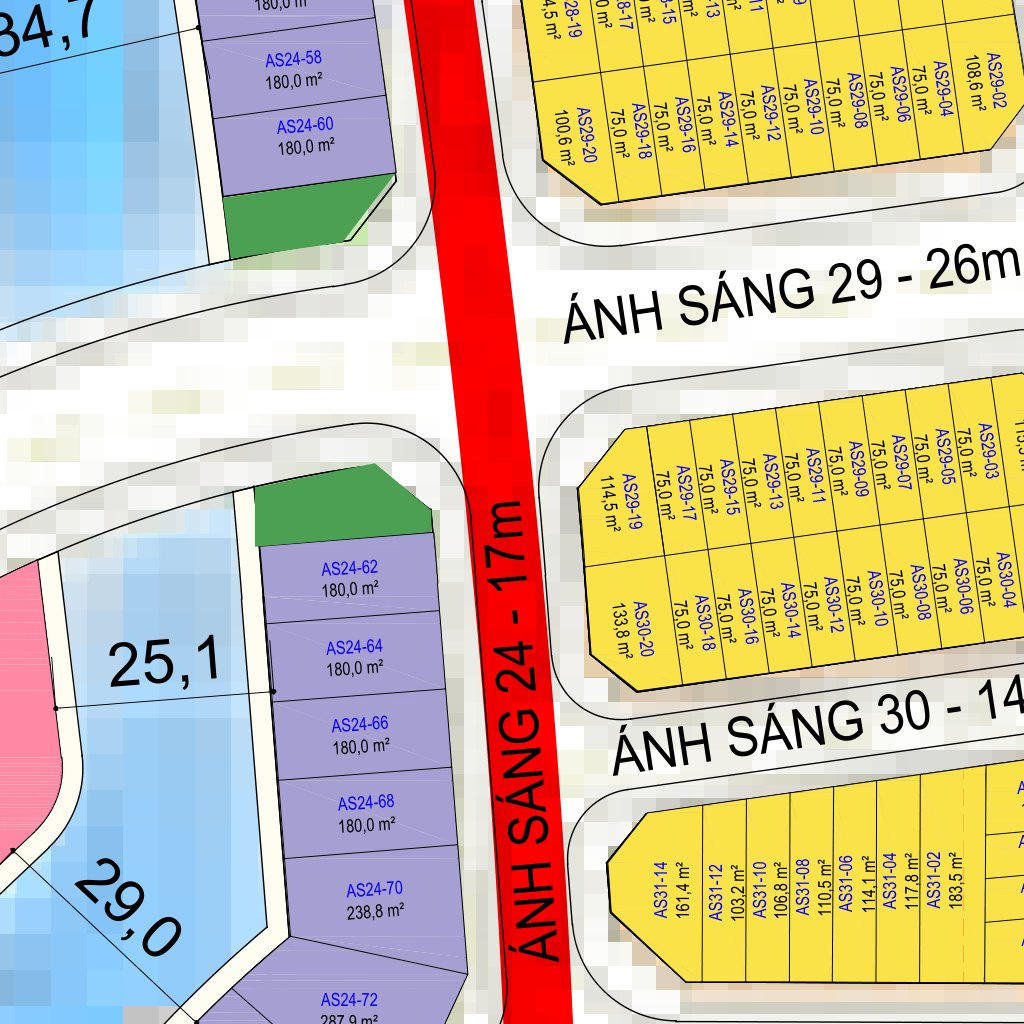 34,7
180,0 m²
AS24-58
180,0 m²
AS24-60
180,0 m²
AS29-20
100,6 m²
AS29-18
75,0 m²
AS29-16
75,0 m²
AS29-14
75,0 m²
AS29-12
75,0 m²
AS29-10
75,0 m²
AS29-08
75,0 m²
AS29-06
75,0 m²
AS29-04
75,0 m²
AS29-02
108,6 m²
ÁNH SÁNG 29 - 26m
AS29-19
114,5 m²
AS29-17
75,0 m²
AS29-15
75,0 m²
AS29-13
75,0 m²
AS29-11
75,0 m²
AS29-09
75,0 m²
AS29-07
75,0 m²
AS29-05
75,0 m²
AS29-03
75,0 m²
AS30-20
133,8 m²
AS30-18
75,0 m²
AS30-16
75,0 m²
AS30-14
75,0 m²
AS30-12
75,0 m²
AS30-10
75,0 m²
AS30-08
75,0 m²
AS30-06
75,0 m²
AS30-04
75,0 m²
ÁNH SÁNG 24 - 17m
AS24-62
180,0 m²
AS24-64
180,0 m²
AS24-66
180,0 m²
AS24-68
180,0 m²
AS24-70
238,8 m²
AS24-72
287,9 m²
25,1
29,0
ÁNH SÁNG 30 - 14
AS31-14
161,4 m²
AS31-12
103,2 m²
AS31-10
106,8 m²
AS31-08
110,5 m²
AS31-06
114,1 m²
AS31-04
117,8 m²
AS31-02
183,5 m²